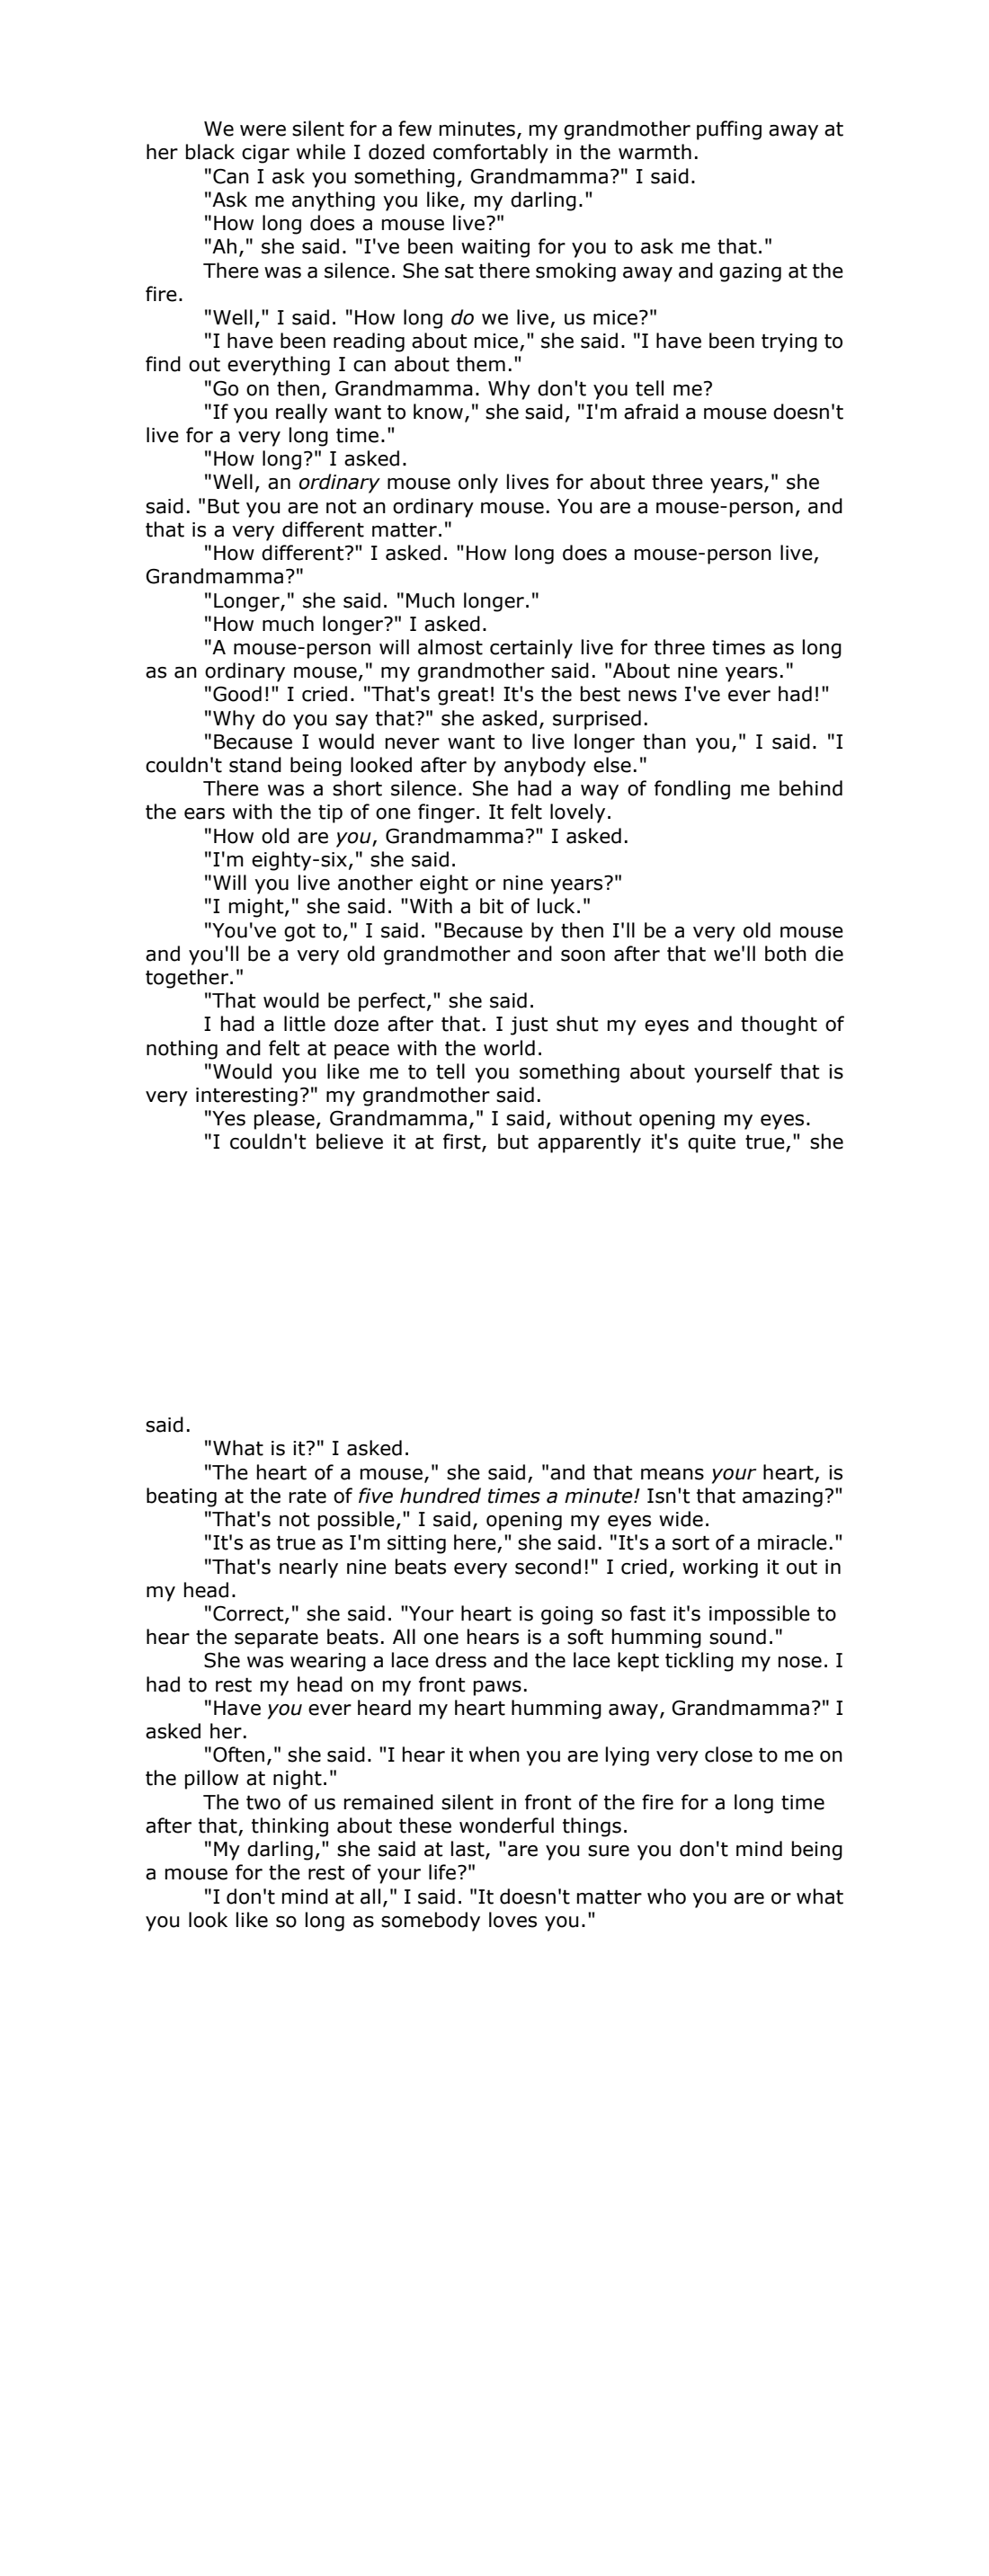 We were silent for a few minutes, my grandmother puffing away at
her black cigar while I dozed comfortably in the warmth.
"Can I ask you something, Grandmamma?" I said.
"Ask me anything you like, my darling."
"How long does a mouse live?"
"Ah," she said. "I've been waiting for you to ask me that."
There was a silence. She sat there smoking away and gazing at the
fire.
"Well," I said. "How long do we live, us mice?"
"I have been reading about mice," she said. "I have been trying to
find out everything I can about them."
"Go on then, Grandmamma. Why don't you tell me?
"If you really want to know," she said, "I'm afraid a mouse doesn't
live for a very long time."
"How long?" I asked.
"Well, an ordinary mouse only lives for about three years," she
said. "But you are not an ordinary mouse. You are a mouse-person, and
that is a very different matter."
"How different?" I asked. "How long does a mouse-person live,
Grandmamma?"
"Longer," she said. "Much longer."
"How much longer?" I asked.
"A mouse-person will almost certainly live for three times as long
as an ordinary mouse," my grandmother said. "About nine years."
"Good!" I cried. "That's great! It's the best news I've ever had!"
"Why do you say that?" she asked, surprised.
"Because I would never want to live longer than you," I said. "I
couldn't stand being looked after by anybody else."
There was a short silence. She had a way of fondling me behind
the ears with the tip of one finger. It felt lovely.
"How old are you, Grandmamma?" I asked.
"I'm eighty-six," she said.
"Will you live another eight or nine years?"
"I might," she said. "With a bit of luck."
"You've got to," I said. "Because by then I'll be a very old mouse
and you'll be a very old grandmother and soon after that we'll both die
together."
"That would be perfect," she said.
I had a little doze after that. I just shut my eyes and thought of
nothing and felt at peace with the world.
"Would you like me to tell you something about yourself that is
very interesting?" my grandmother said.
"Yes please, Grandmamma," I said, without opening my eyes.
"I couldn't believe it at first, but apparently it's quite true," she
said.
"What is it?" I asked.
"The heart of a mouse," she said, "and that means your heart, is
beating at the rate of five hundred times a minute! Isn't that amazing?"
"That's not possible," I said, opening my eyes wide.
"It's as true as I'm sitting here," she said. "It's a sort of a miracle."
"That's nearly nine beats every second!" I cried, working it out in
my head.
"Correct," she said. "Your heart is going so fast it's impossible to
hear the separate beats. All one hears is a soft humming sound."
She was wearing a lace dress and the lace kept tickling my nose. I
had to rest my head on my front paws.
"Have you ever heard my heart humming away, Grandmamma?" I
asked her.
"Often," she said. "I hear it when you are lying very close to me on
the pillow at night."
The two of us remained silent in front of the fire for a long time
after that, thinking about these wonderful things.
"My darling," she said at last, "are you sure you don't mind being
a mouse for the rest of your life?"
"I don't mind at all," I said. "It doesn't matter who you are or what
you look like so long as somebody loves you."